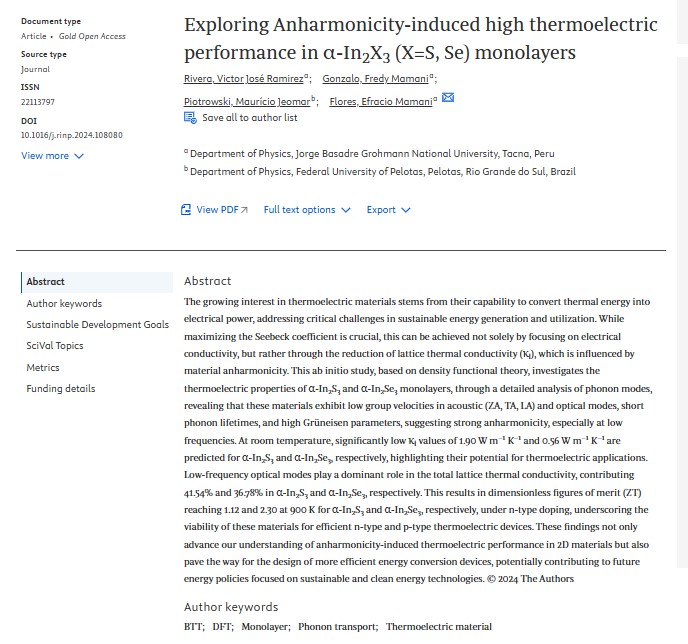 Document type
Article • Gold Open Access
Source type
Journal
ISSN
22113797
DOI
10.1016/j.rinp.2024.108080
View more
Exploring Anharmonicity-induced high thermoelectric
performance in α-In₂X₃ (X=S, Se) monolayers
Rivera, Victor José Ramirezᵃ; Gonzalo, Fredy Mamaniᵃ;
Piotrowski, Maurício Jeomarᵇ; Flores, Efracio Mamaniᵃ
Save all to author list
ᵃ Department of Physics, Jorge Basadre Grohmann National University, Tacna, Peru
ᵇ Department of Physics, Federal University of Pelotas, Pelotas, Rio Grande do Sul, Brazil
View PDF Full text options Export
Abstract
Author keywords
Sustainable Development Goals
SciVal Topics
Metrics
Funding details
Abstract
The growing interest in thermoelectric materials stems from their capability to convert thermal energy into
electrical power, addressing critical challenges in sustainable energy generation and utilization. While
maximizing the Seebeck coefficient is crucial, this can be achieved not solely by focusing on electrical
conductivity, but rather through the reduction of lattice thermal conductivity (κₗ), which is influenced by
material anharmonicity. This ab initio study, based on density functional theory, investigates the
thermoelectric properties of α-In₂S₃ and α-In₂Se₃ monolayers, through a detailed analysis of phonon modes,
revealing that these materials exhibit low group velocities in acoustic (ZA, TA, LA) and optical modes, short
phonon lifetimes, and high Grüneisen parameters, suggesting strong anharmonicity, especially at low
frequencies. At room temperature, significantly low κₗ values of 1.90 W m⁻¹ K⁻¹ and 0.56 W m⁻¹ K⁻¹ are
predicted for α-In₂S₃ and α-In₂Se₃, respectively, highlighting their potential for thermoelectric applications.
Low-frequency optical modes play a dominant role in the total lattice thermal conductivity, contributing
41.54% and 36.78% in α-In₂S₃ and α-In₂Se₃, respectively. This results in dimensionless figures of merit (ZT)
reaching 1.12 and 2.30 at 900 K for α-In₂S₃ and α-In₂Se₃, respectively, under n-type doping, underscoring the
viability of these materials for efficient n-type and p-type thermoelectric devices. These findings not only
advance our understanding of anharmonicity-induced thermoelectric performance in 2D materials but also
pave the way for the design of more efficient energy conversion devices, potentially contributing to future
energy policies focused on sustainable and clean energy technologies. © 2024 The Authors
Author keywords
BTT; DFT; Monolayer; Phonon transport; Thermoelectric material